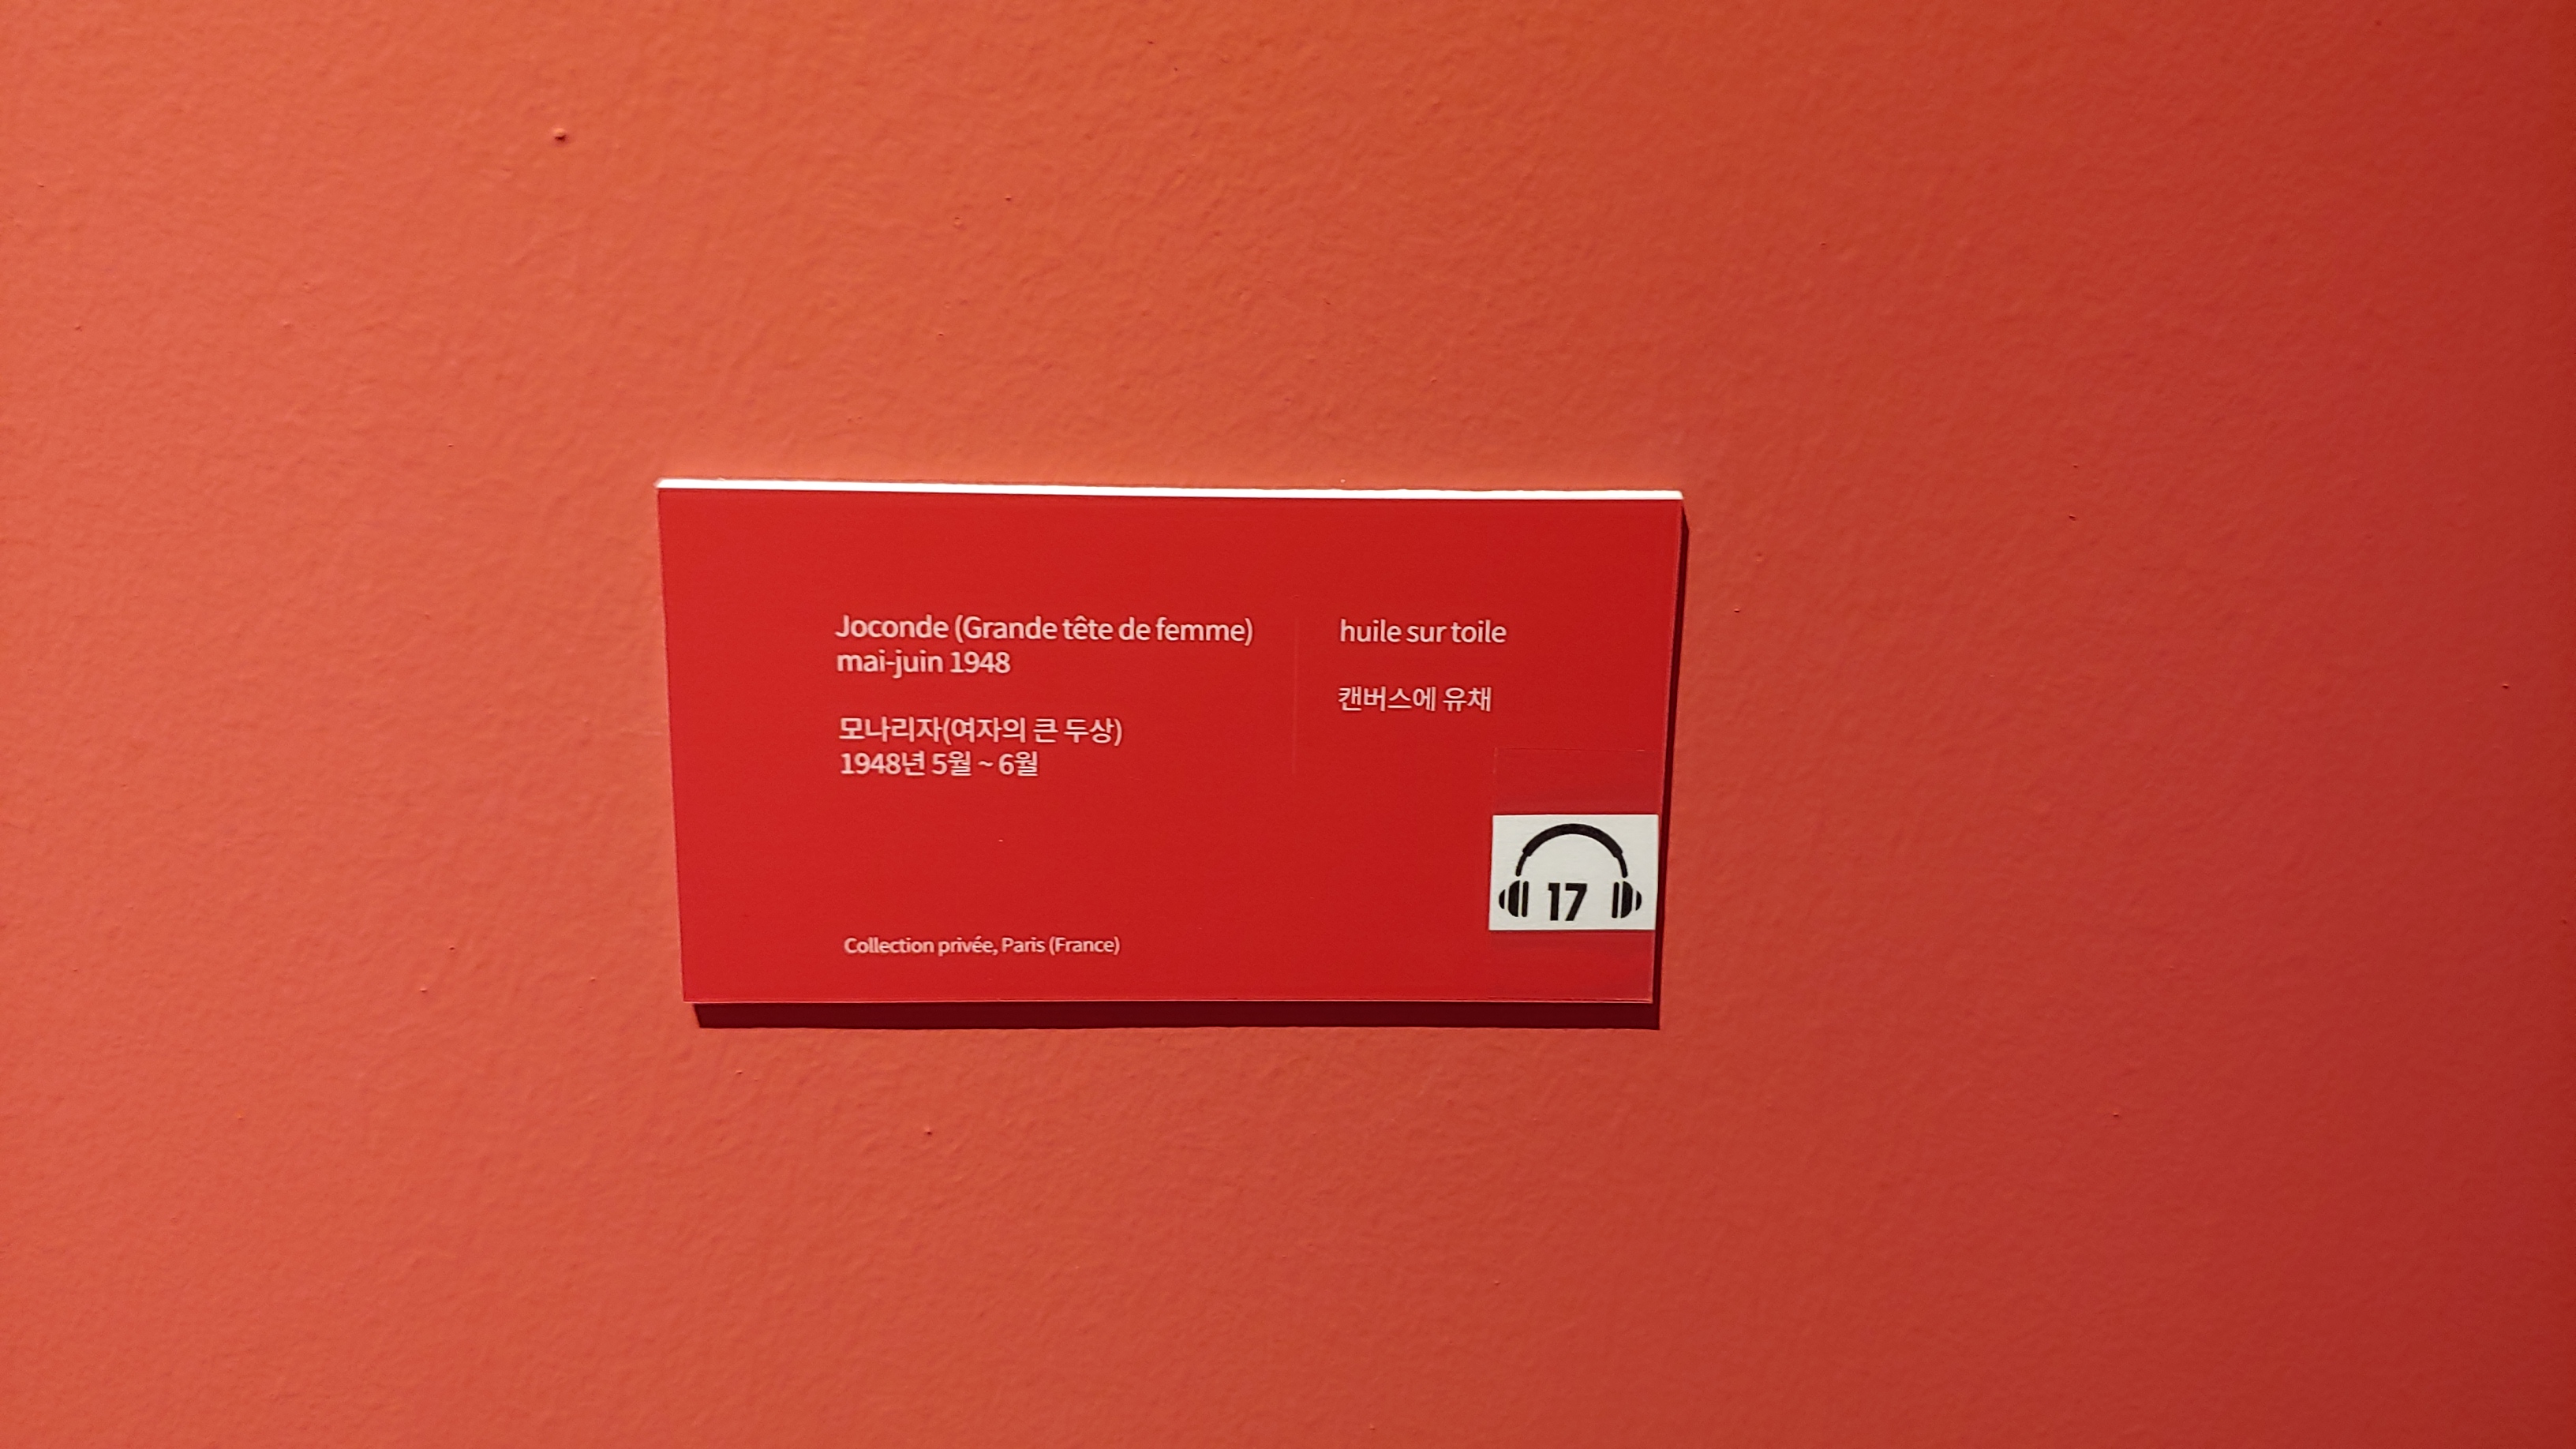 Joconde (Grande tête de femme)
mai-juin 1948
모나리자(여자의 큰 두상)
1948년 5월 ~ 6월
huile sur toile
캔버스에 유채
17
Collection privée, Paris (France)